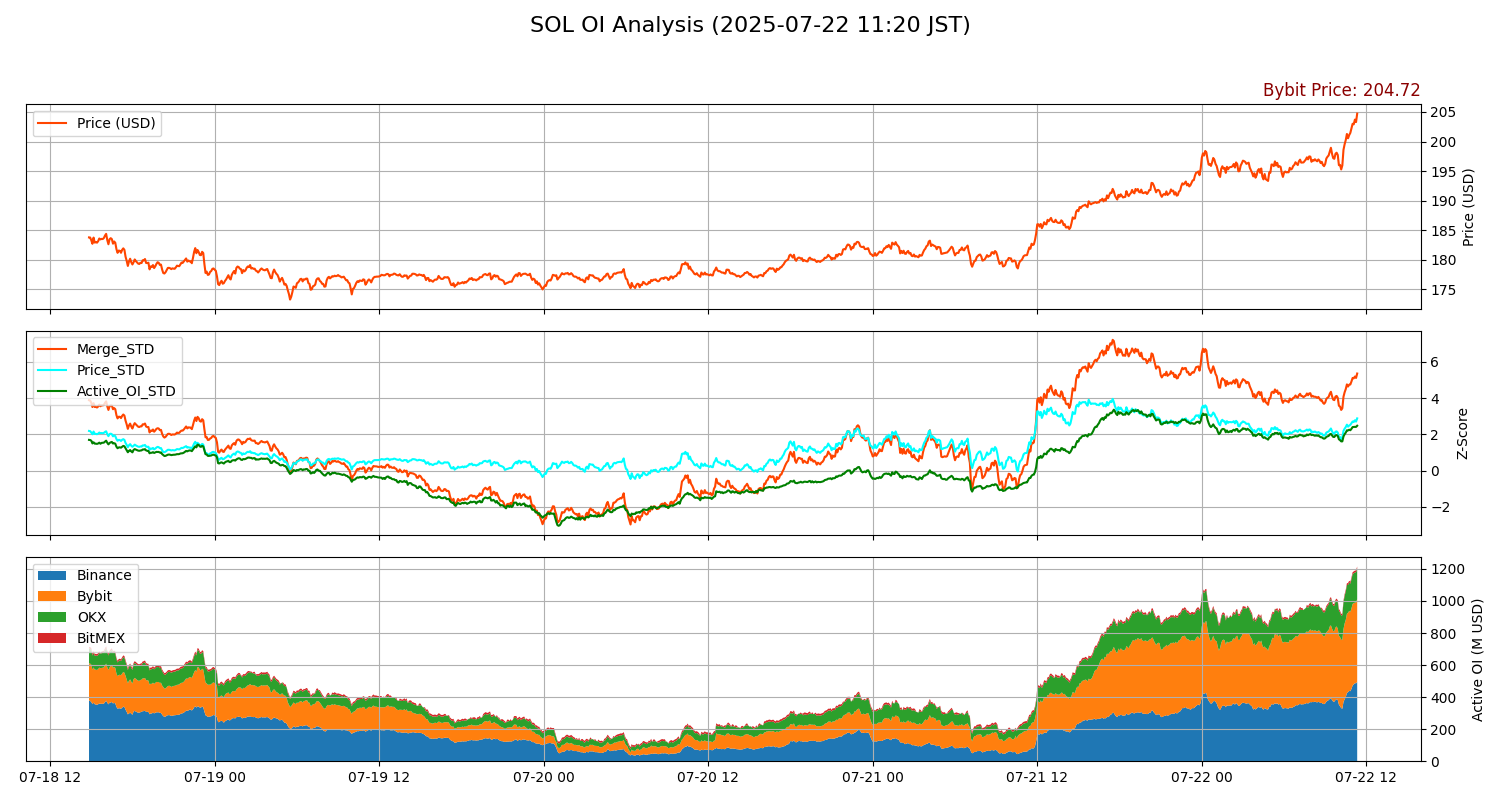 SOL OI Analysis (2025-07-22 11:20 JST)
Bybit Price: 204.72
Price (USD)
205
200
195
190
185
180
175
Price (USD)
Merge_STD
Price_STD
Active_OI_STD
6
4
2
0
−2
Z-Score
Binance
Bybit
OKX
BitMEX
1200
1000
800
600
400
200
0
Active OI (M USD)
07-18 12
07-19 00
07-19 12
07-20 00
07-20 12
07-21 00
07-21 12
07-22 00
07-22 12